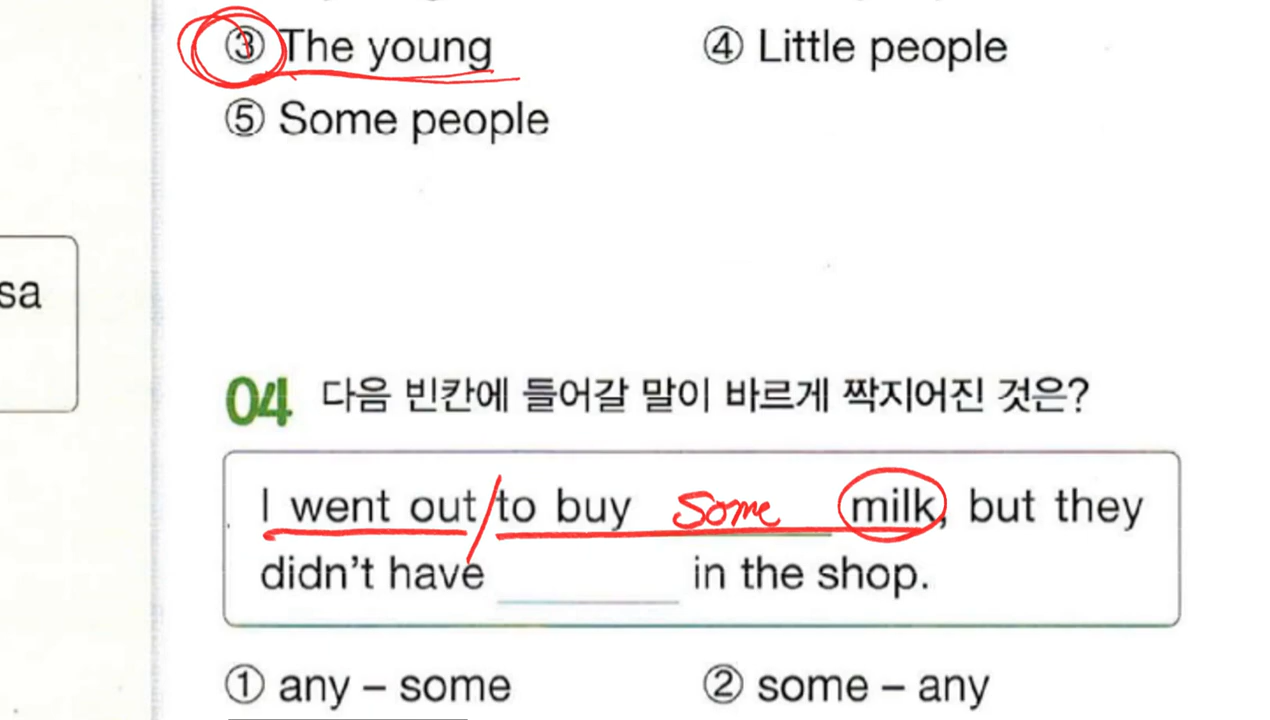 ③ The young ④ Little people
⑤ Some people
sa
04 다음 빈칸에 들어갈 말이 바르게 짝지어진 것은?
I went out / to buy some milk, but they
didn't have ______ in the shop.
① any – some ② some – any